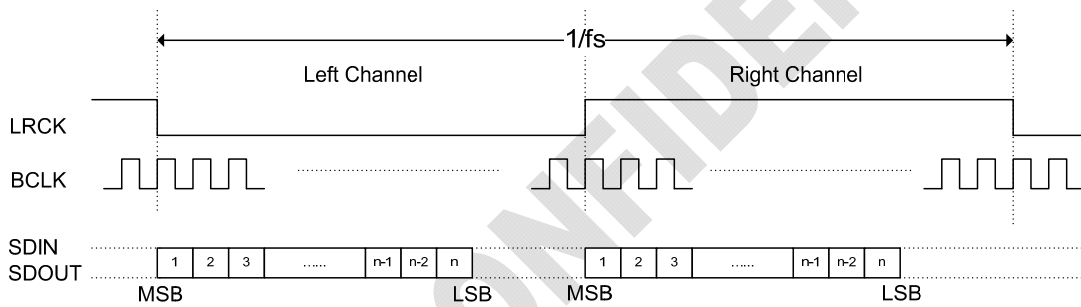 1/fs
Left Channel
Right Channel
LRCK
BCLK
SDIN
1 2 3 ...... n-1 n-2 n
1 2 3 ...... n-1 n-2 n
SDOUT
MSB
LSB
MSB
LSB